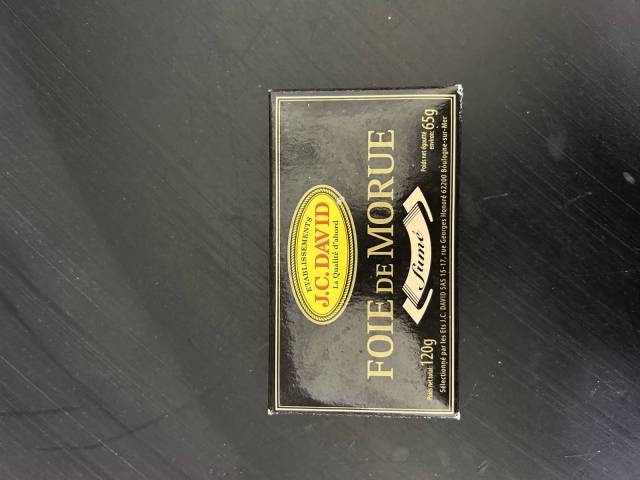 ETABLISSEMENTS
J.C. DAVID
La Qualité d'abord
FOIE DE MORUE
Fumé
Poids net total: 120g
Poids net égoutté environ: 65g
Sélectionné par les Ets J.C. DAVID SAS 15-17, rue Georges Honoré 62200 Boulogne-sur-Mer